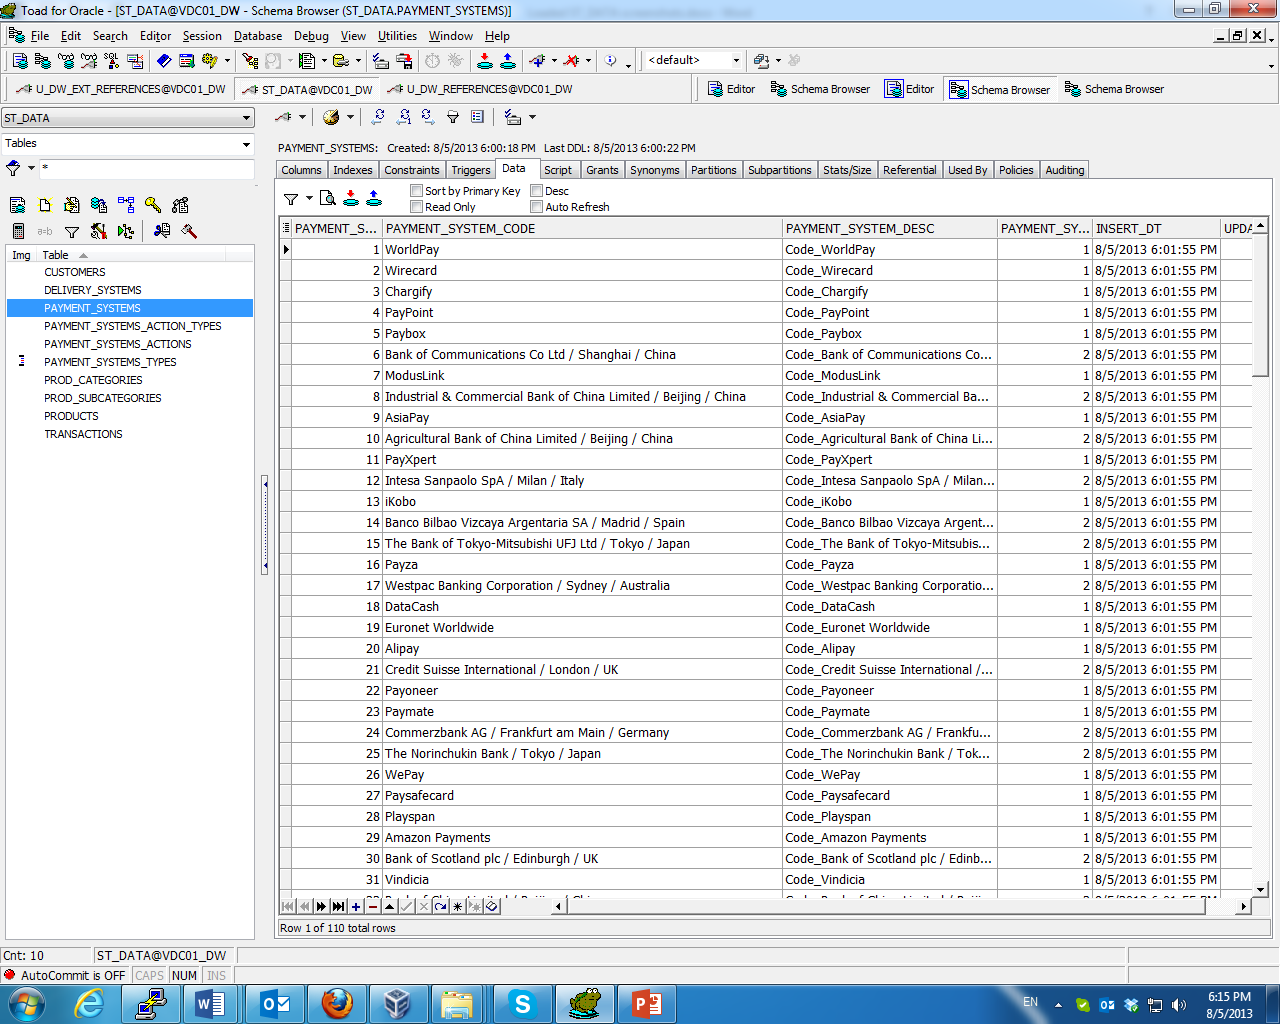 Toad for Oracle - [ST_DATA@VDC01_DW - Schema Browser (ST_DATA.PAYMENT_SYSTEMS)]
File Edit Search Editor Session Database Debug View Utilities Window Help
<default>
U_DW_EXT_REFERENCES@VDC01_DW ST_DATA@VDC01_DW U_DW_REFERENCES@VDC01_DW Editor Schema Browser Editor Schema Browser Schema Browser
ST_DATA
Tables
*
Img Table
CUSTOMERS
DELIVERY_SYSTEMS
PAYMENT_SYSTEMS
PAYMENT_SYSTEMS_ACTION_TYPES
PAYMENT_SYSTEMS_ACTIONS
PAYMENT_SYSTEMS_TYPES
PROD_CATEGORIES
PROD_SUBCATEGORIES
PRODUCTS
TRANSACTIONS
PAYMENT_SYSTEMS: Created: 8/5/2013 6:00:18 PM Last DDL: 8/5/2013 6:00:22 PM
Columns Indexes Constraints Triggers Data Script Grants Synonyms Partitions Subpartitions Stats/Size Referential Used By Policies Auditing
Sort by Primary Key Desc
Read Only Auto Refresh
PAYMENT_S... PAYMENT_SYSTEM_CODE PAYMENT_SYSTEM_DESC PAYMENT_SY... INSERT_DT UPDA
1 WorldPay Code_WorldPay 1 8/5/2013 6:01:55 PM
2 Wirecard Code_Wirecard 1 8/5/2013 6:01:55 PM
3 Chargify Code_Chargify 1 8/5/2013 6:01:55 PM
4 PayPoint Code_PayPoint 1 8/5/2013 6:01:55 PM
5 Paybox Code_Paybox 1 8/5/2013 6:01:55 PM
6 Bank of Communications Co Ltd / Shanghai / China Code_Bank of Communications Co... 2 8/5/2013 6:01:55 PM
7 ModusLink Code_ModusLink 1 8/5/2013 6:01:55 PM
8 Industrial & Commercial Bank of China Limited / Beijing / China Code_Industrial & Commercial Ba... 2 8/5/2013 6:01:55 PM
9 AsiaPay Code_AsiaPay 1 8/5/2013 6:01:55 PM
10 Agricultural Bank of China Limited / Beijing / China Code_Agricultural Bank of China Li... 2 8/5/2013 6:01:55 PM
11 PayXpert Code_PayXpert 1 8/5/2013 6:01:55 PM
12 Intesa Sanpaolo SpA / Milan / Italy Code_Intesa Sanpaolo SpA / Milan... 2 8/5/2013 6:01:55 PM
13 iKobo Code_iKobo 1 8/5/2013 6:01:55 PM
14 Banco Bilbao Vizcaya Argentaria SA / Madrid / Spain Code_Banco Bilbao Vizcaya Argent... 2 8/5/2013 6:01:55 PM
15 The Bank of Tokyo-Mitsubishi UFJ Ltd / Tokyo / Japan Code_The Bank of Tokyo-Mitsubis... 2 8/5/2013 6:01:55 PM
16 Payza Code_Payza 1 8/5/2013 6:01:55 PM
17 Westpac Banking Corporation / Sydney / Australia Code_Westpac Banking Corporatio... 2 8/5/2013 6:01:55 PM
18 DataCash Code_DataCash 1 8/5/2013 6:01:55 PM
19 Euronet Worldwide Code_Euronet Worldwide 1 8/5/2013 6:01:55 PM
20 Alipay Code_Alipay 1 8/5/2013 6:01:55 PM
21 Credit Suisse International / London / UK Code_Credit Suisse International /... 2 8/5/2013 6:01:55 PM
22 Payoneer Code_Payoneer 1 8/5/2013 6:01:55 PM
23 Paymate Code_Paymate 1 8/5/2013 6:01:55 PM
24 Commerzbank AG / Frankfurt am Main / Germany Code_Commerzbank AG / Frankfu... 2 8/5/2013 6:01:55 PM
25 The Norinchukin Bank / Tokyo / Japan Code_The Norinchukin Bank / Tok... 2 8/5/2013 6:01:55 PM
26 WePay Code_WePay 1 8/5/2013 6:01:55 PM
27 Paysafecard Code_Paysafecard 1 8/5/2013 6:01:55 PM
28 Playspan Code_Playspan 1 8/5/2013 6:01:55 PM
29 Amazon Payments Code_Amazon Payments 1 8/5/2013 6:01:55 PM
30 Bank of Scotland plc / Edinburgh / UK Code_Bank of Scotland plc / Edinb... 2 8/5/2013 6:01:55 PM
31 Vindicia Code_Vindicia 1 8/5/2013 6:01:55 PM
Row 1 of 110 total rows
Cnt: 10 ST_DATA@VDC01_DW
AutoCommit is OFF CAPS NUM INS
EN 6:15 PM
8/5/2013